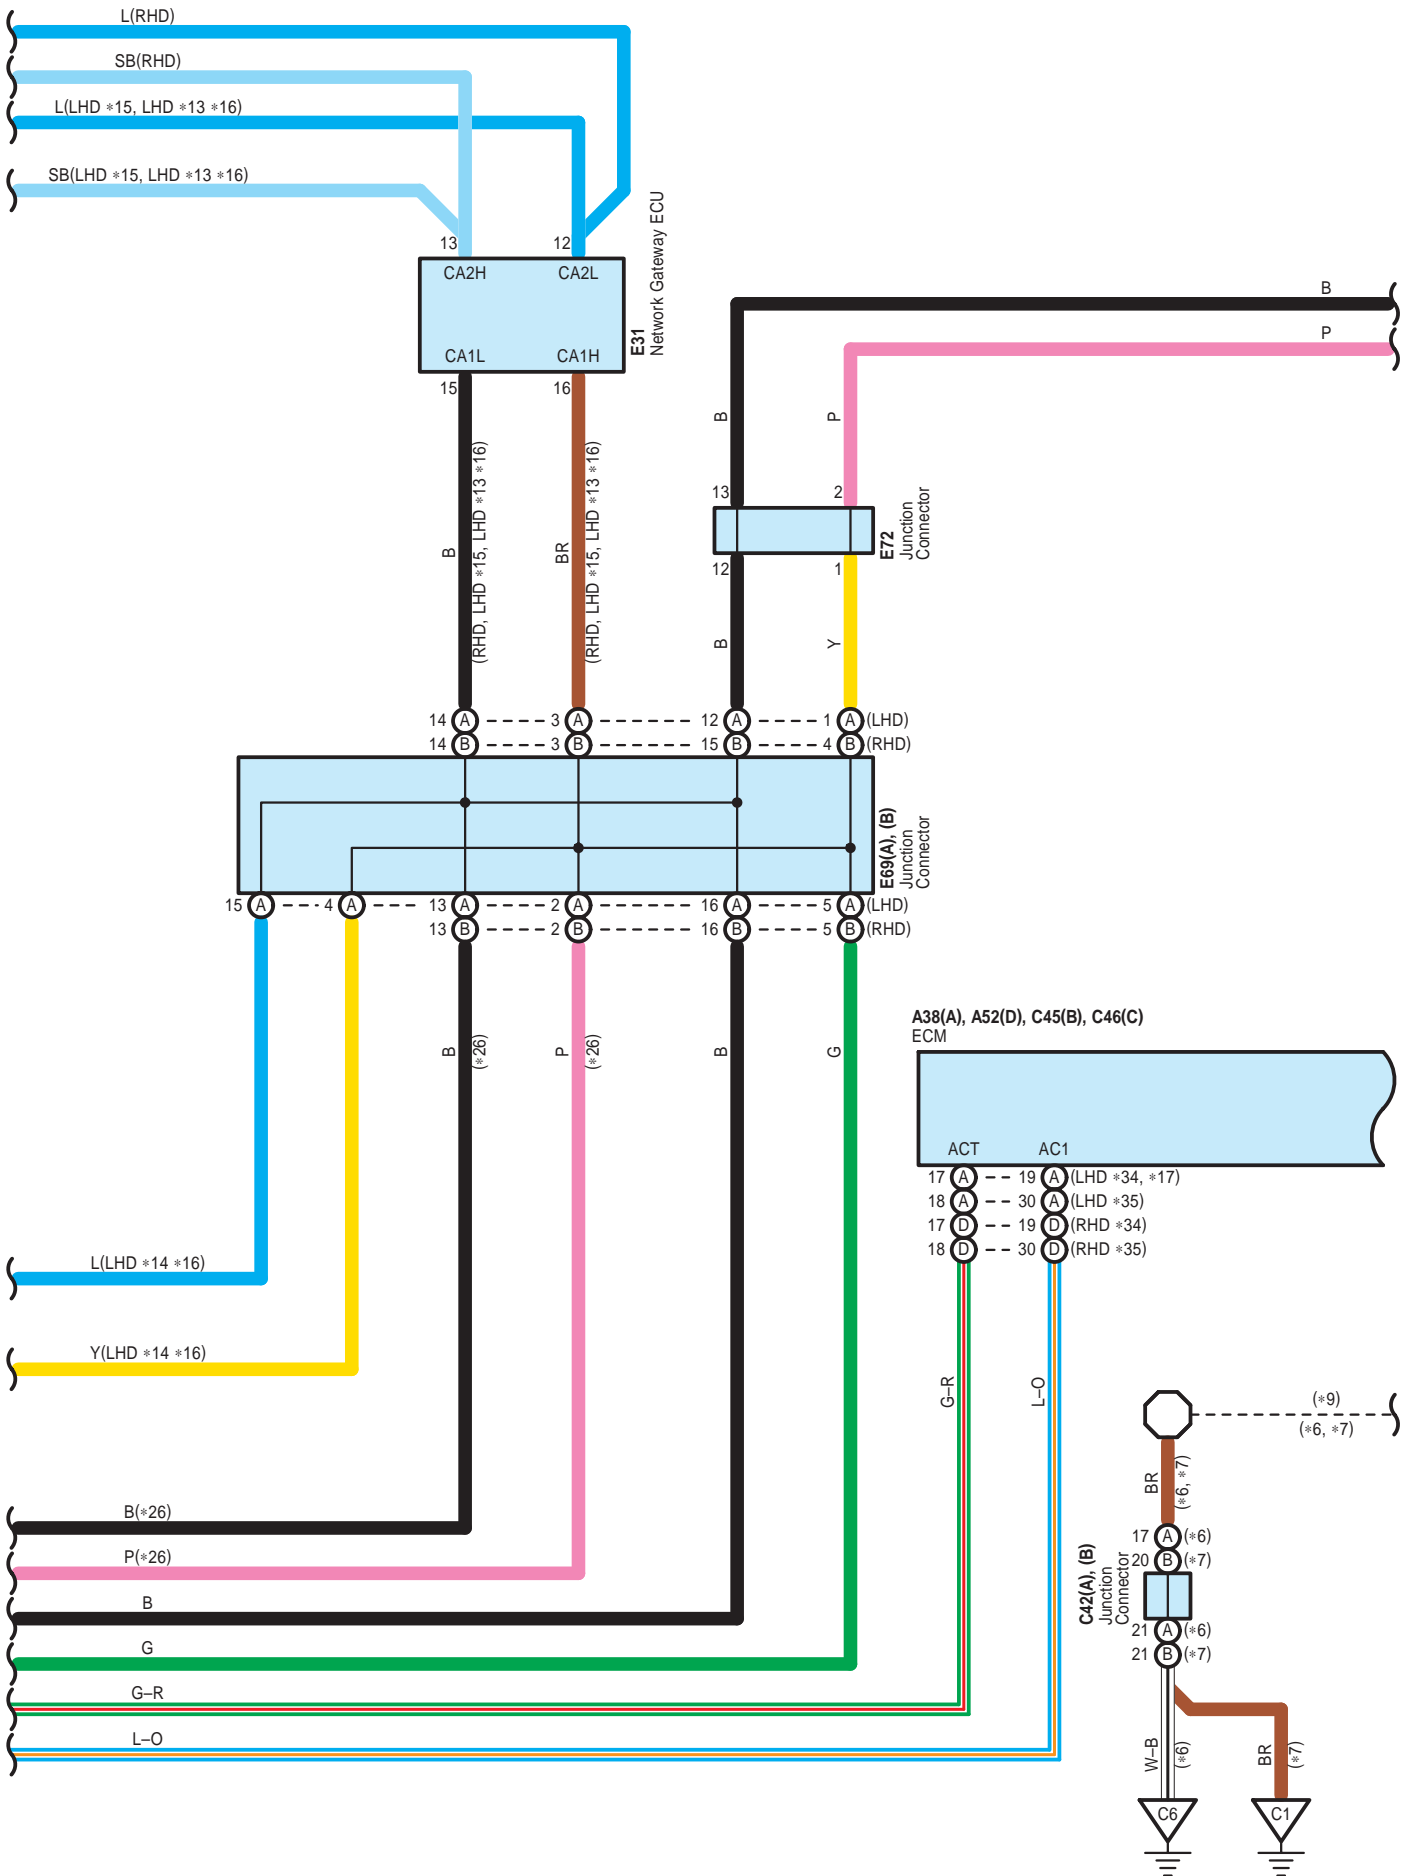 L(RHD)
SB(RHD)
L(LHD *15, LHD *13 *16)
SB(LHD *15, LHD *13 *16)
13
12
CA2H
CA2L
CA1L
CA1H
E31
Network Gateway ECU
15
16
B
P
B
(RHD, LHD *15, LHD *13 *16)
BR
(RHD, LHD *15, LHD *13 *16)
B
P
13
2
E72
Junction
Connector
12
1
B
Y
14 A 3 A 12 A 1 A (LHD)
14 B 3 B 15 B 4 B (RHD)
E69(A), (B)
Junction
Connector
15 A 4 A 13 A 2 A 16 A 5 A (LHD)
13 B 2 B 16 B 5 B (RHD)
B
(*26)
P
(*26)
B
G
A38(A), A52(D), C45(B), C46(C)
ECM
ACT
AC1
17 A 19 A (LHD *34, *17)
18 A 30 A (LHD *35)
17 D 19 D (RHD *34)
18 D 30 D (RHD *35)
L(LHD *14 *16)
Y(LHD *14 *16)
G–R
L–O
(*9)
(*6, *7)
BR
(*6, *7)
B(*26)
P(*26)
B
G
G–R
L–O
17 A (*6)
20 B (*7)
C42(A), (B)
Junction
Connector
21 A (*6)
21 B (*7)
W–B
(*6)
BR
(*7)
C6
C1